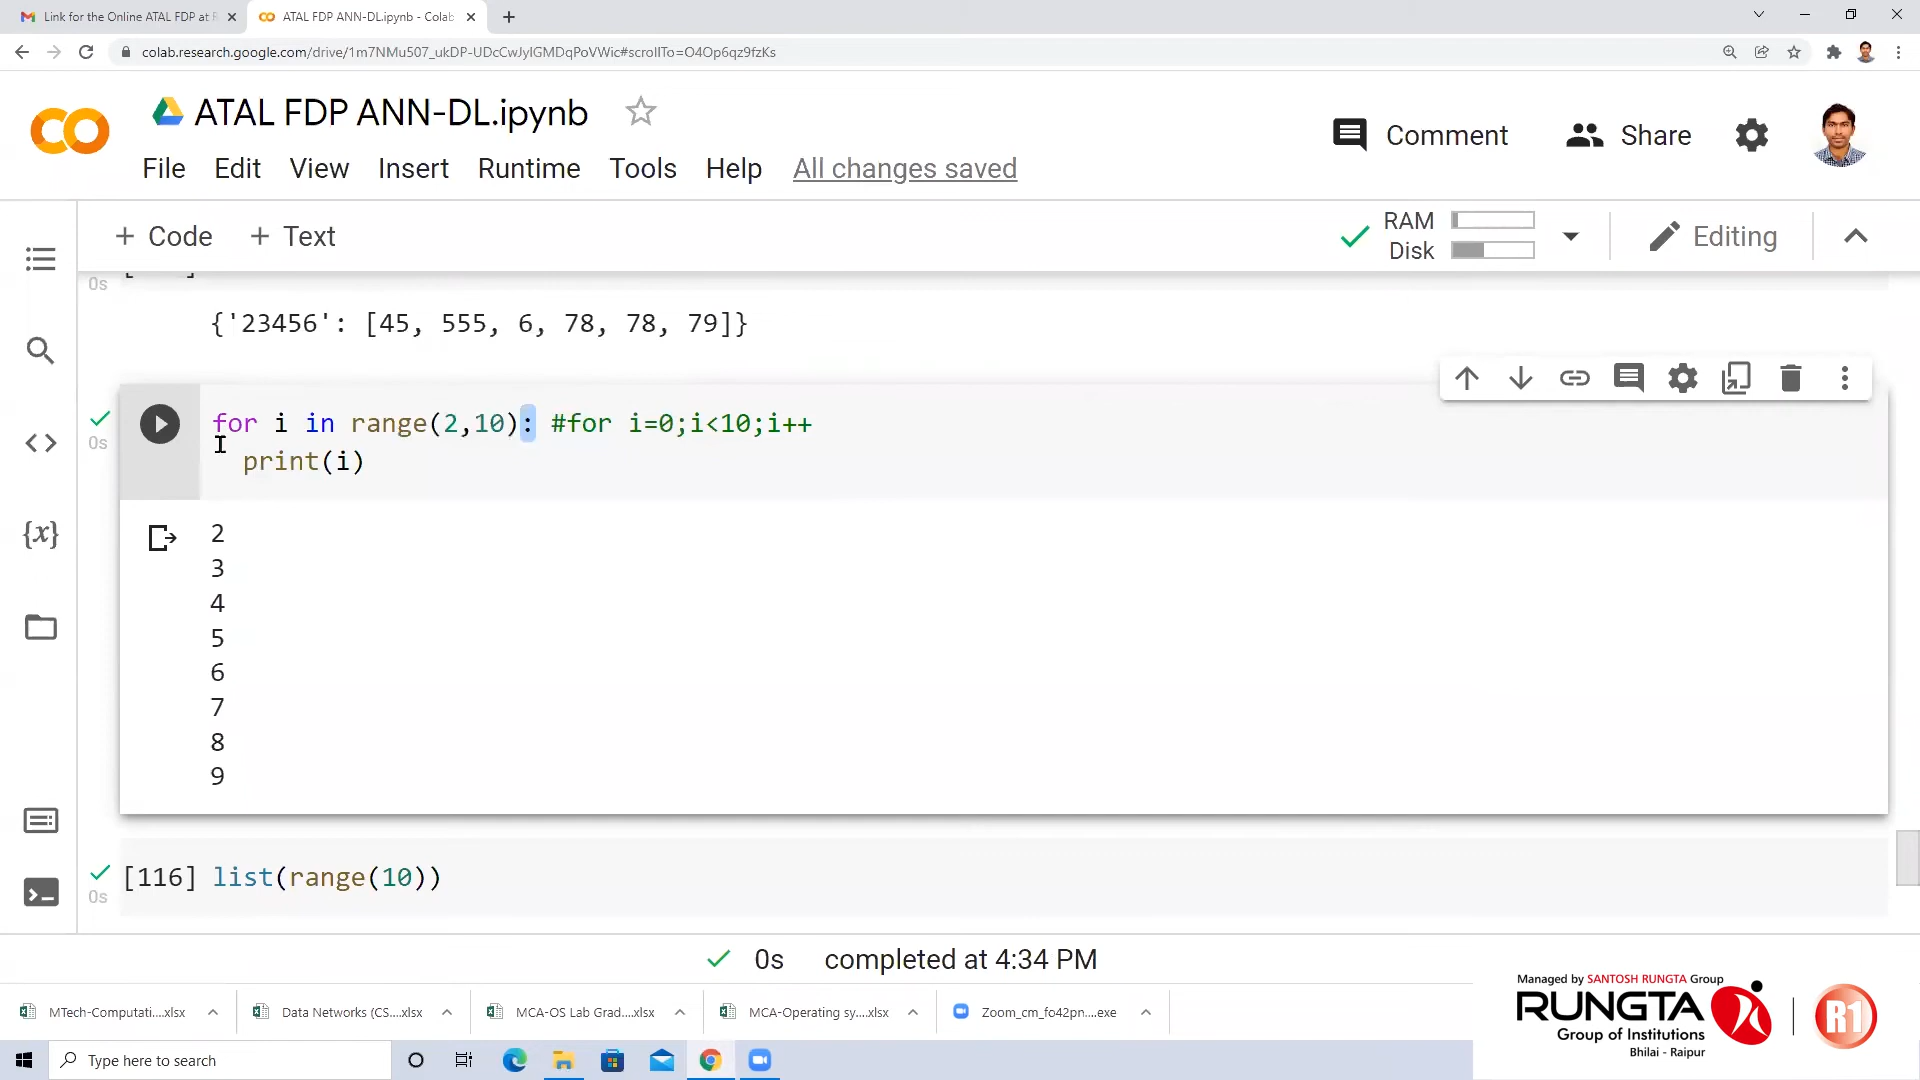 Link for the Online ATAL FDP at R
ATAL FDP ANN-DL.ipynb - Colab
colab.research.google.com/drive/1m7NMu507_ukDP-UDcCwJyIGMDqPoVWic#scrollTo=O4Op6qz9fzKs
ATAL FDP ANN-DL.ipynb
Comment
Share
File Edit View Insert Runtime Tools Help All changes saved
+ Code + Text
RAM
Disk
Editing
0s
{'23456': [45, 555, 6, 78, 78, 79]}
0s
for i in range(2,10): #for i=0;i<10;i++
print(i)
2
3
4
5
6
7
8
9
[116] list(range(10))
0s
0s completed at 4:34 PM
MTech-Computati....xlsx
Data Networks (CS....xlsx
MCA-OS Lab Grad....xlsx
MCA-Operating sy....xlsx
Zoom_cm_fo42pn....exe
Managed by SANTOSH RUNGTA Group
RUNGTA
Group of Institutions
Bhilai - Raipur
R1
Type here to search